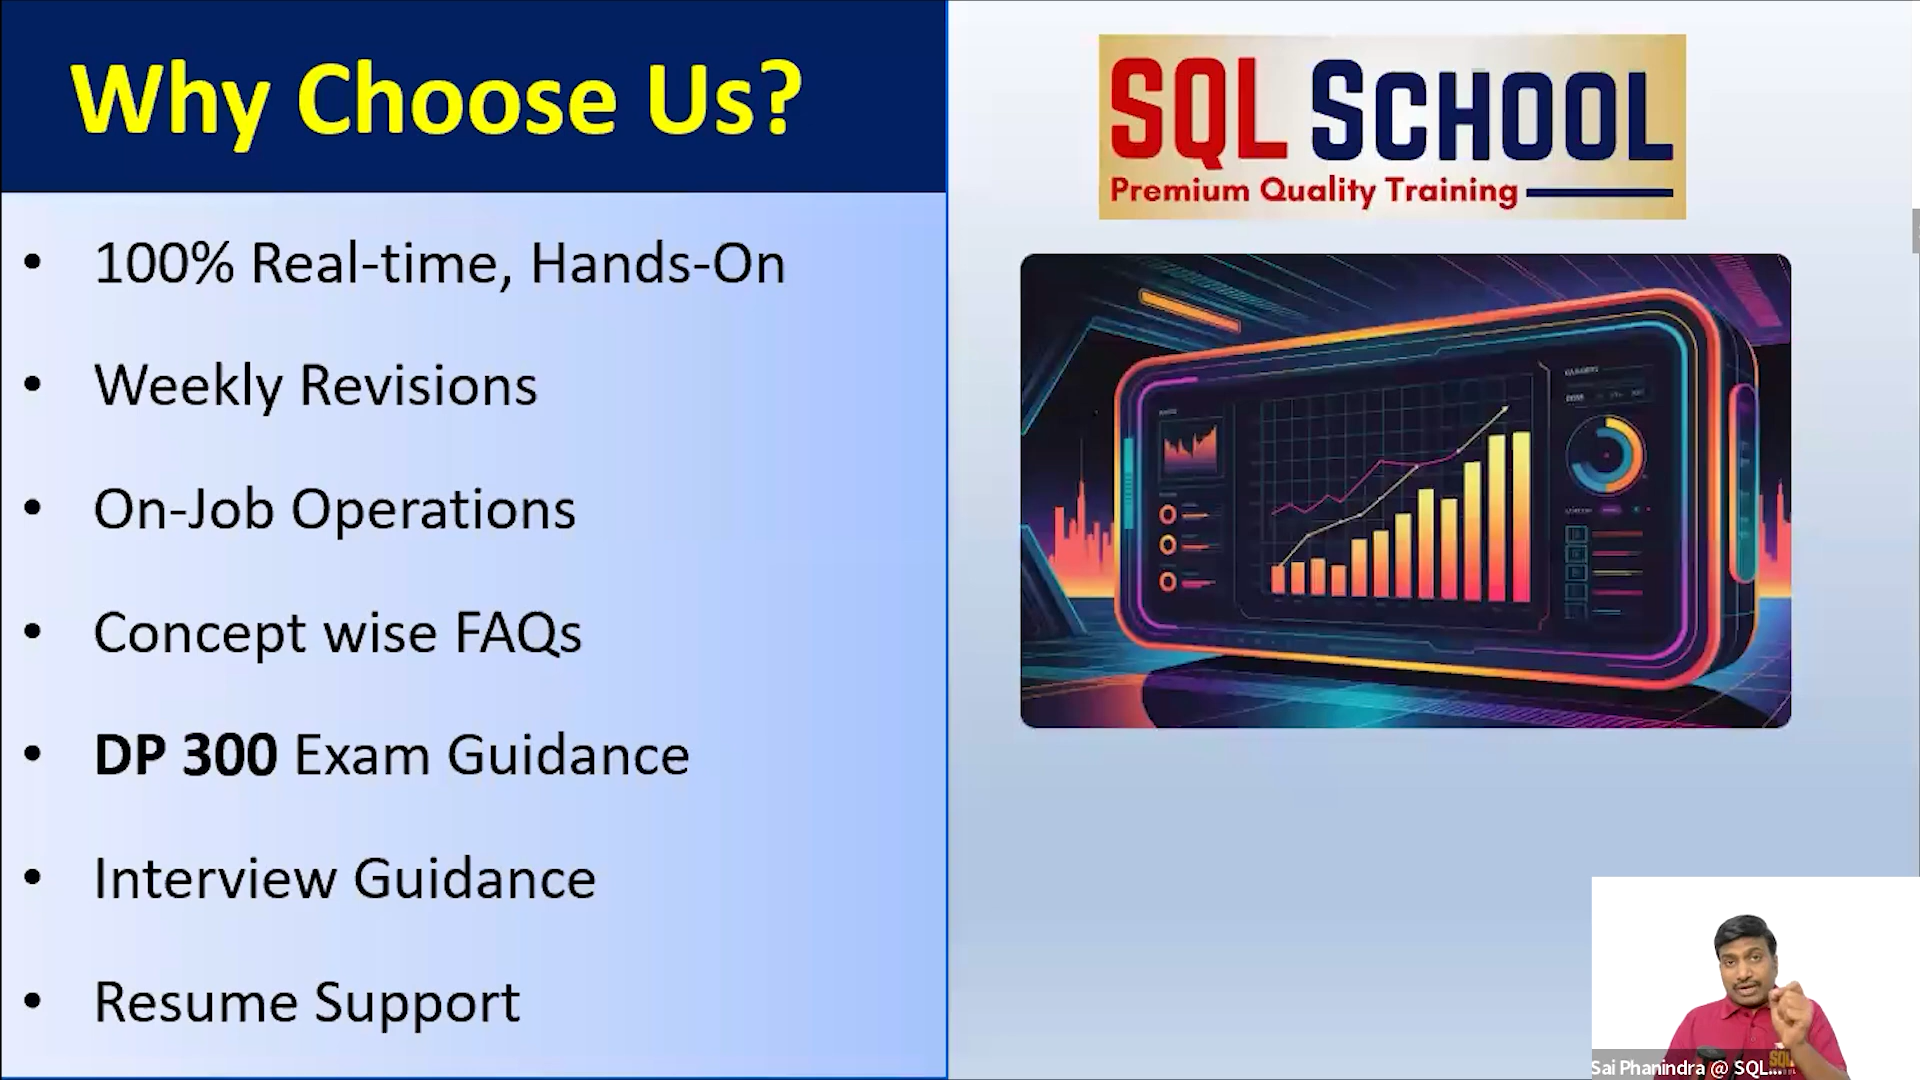 Why Choose Us?
• 100% Real-time, Hands-On
• Weekly Revisions
• On-Job Operations
• Concept wise FAQs
• DP 300 Exam Guidance
• Interview Guidance
• Resume Support
SQL SCHOOL
Premium Quality Training
Sai Phanindra @ SQL...